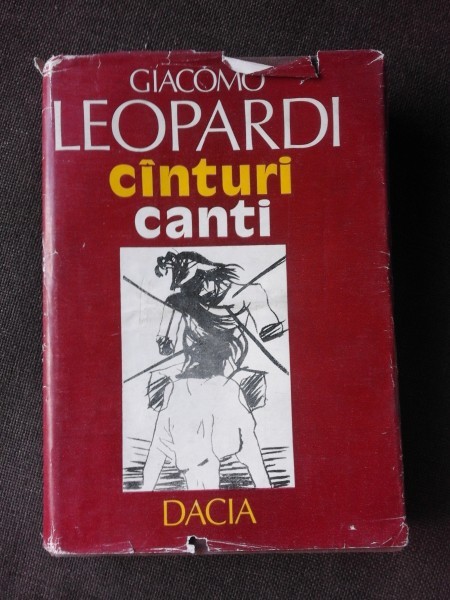 GIACOMO
LEOPARDI
cînturi
canti
DACIA